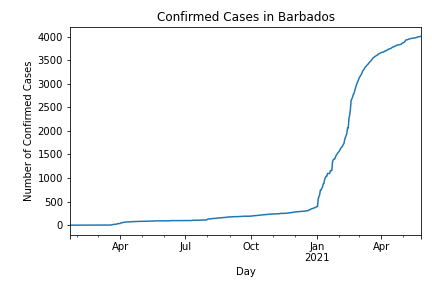 Confirmed Cases in Barbados
Number of Confirmed Cases
4000
3500
3000
2500
2000
1500
1000
500
0
Apr Jul Oct Jan Apr
2021
Day